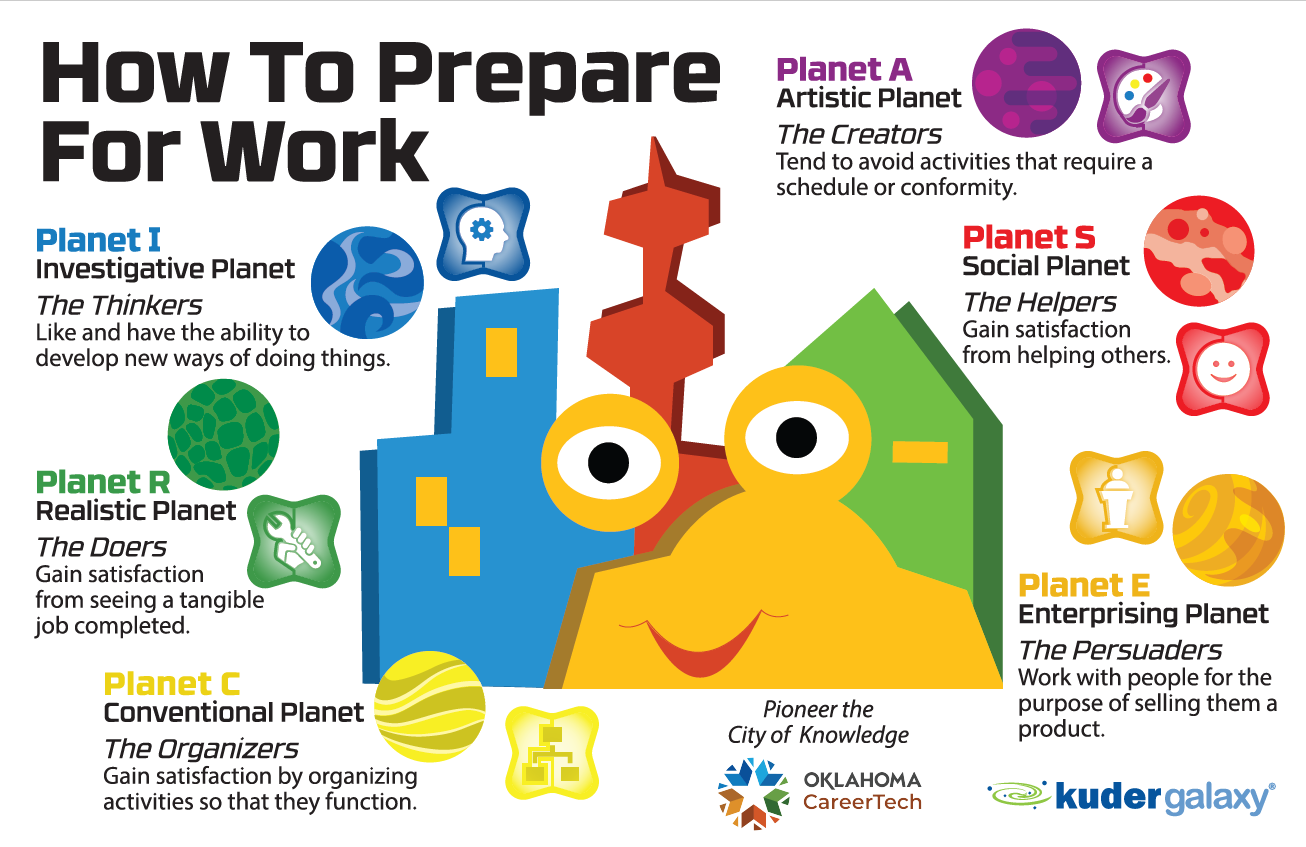 How To Prepare
For Work
Planet A
Artistic Planet
The Creators
Tend to avoid activities that require a
schedule or conformity.
Planet I
Investigative Planet
The Thinkers
Like and have the ability to
develop new ways of doing things.
Planet S
Social Planet
The Helpers
Gain satisfaction
from helping others.
Planet R
Realistic Planet
The Doers
Gain satisfaction
from seeing a tangible
job completed.
Planet E
Enterprising Planet
The Persuaders
Work with people for the
purpose of selling them a
product.
Planet C
Conventional Planet
The Organizers
Gain satisfaction by organizing
activities so that they function.
Pioneer the
City of Knowledge
OKLAHOMA
CareerTech
kuder galaxy®